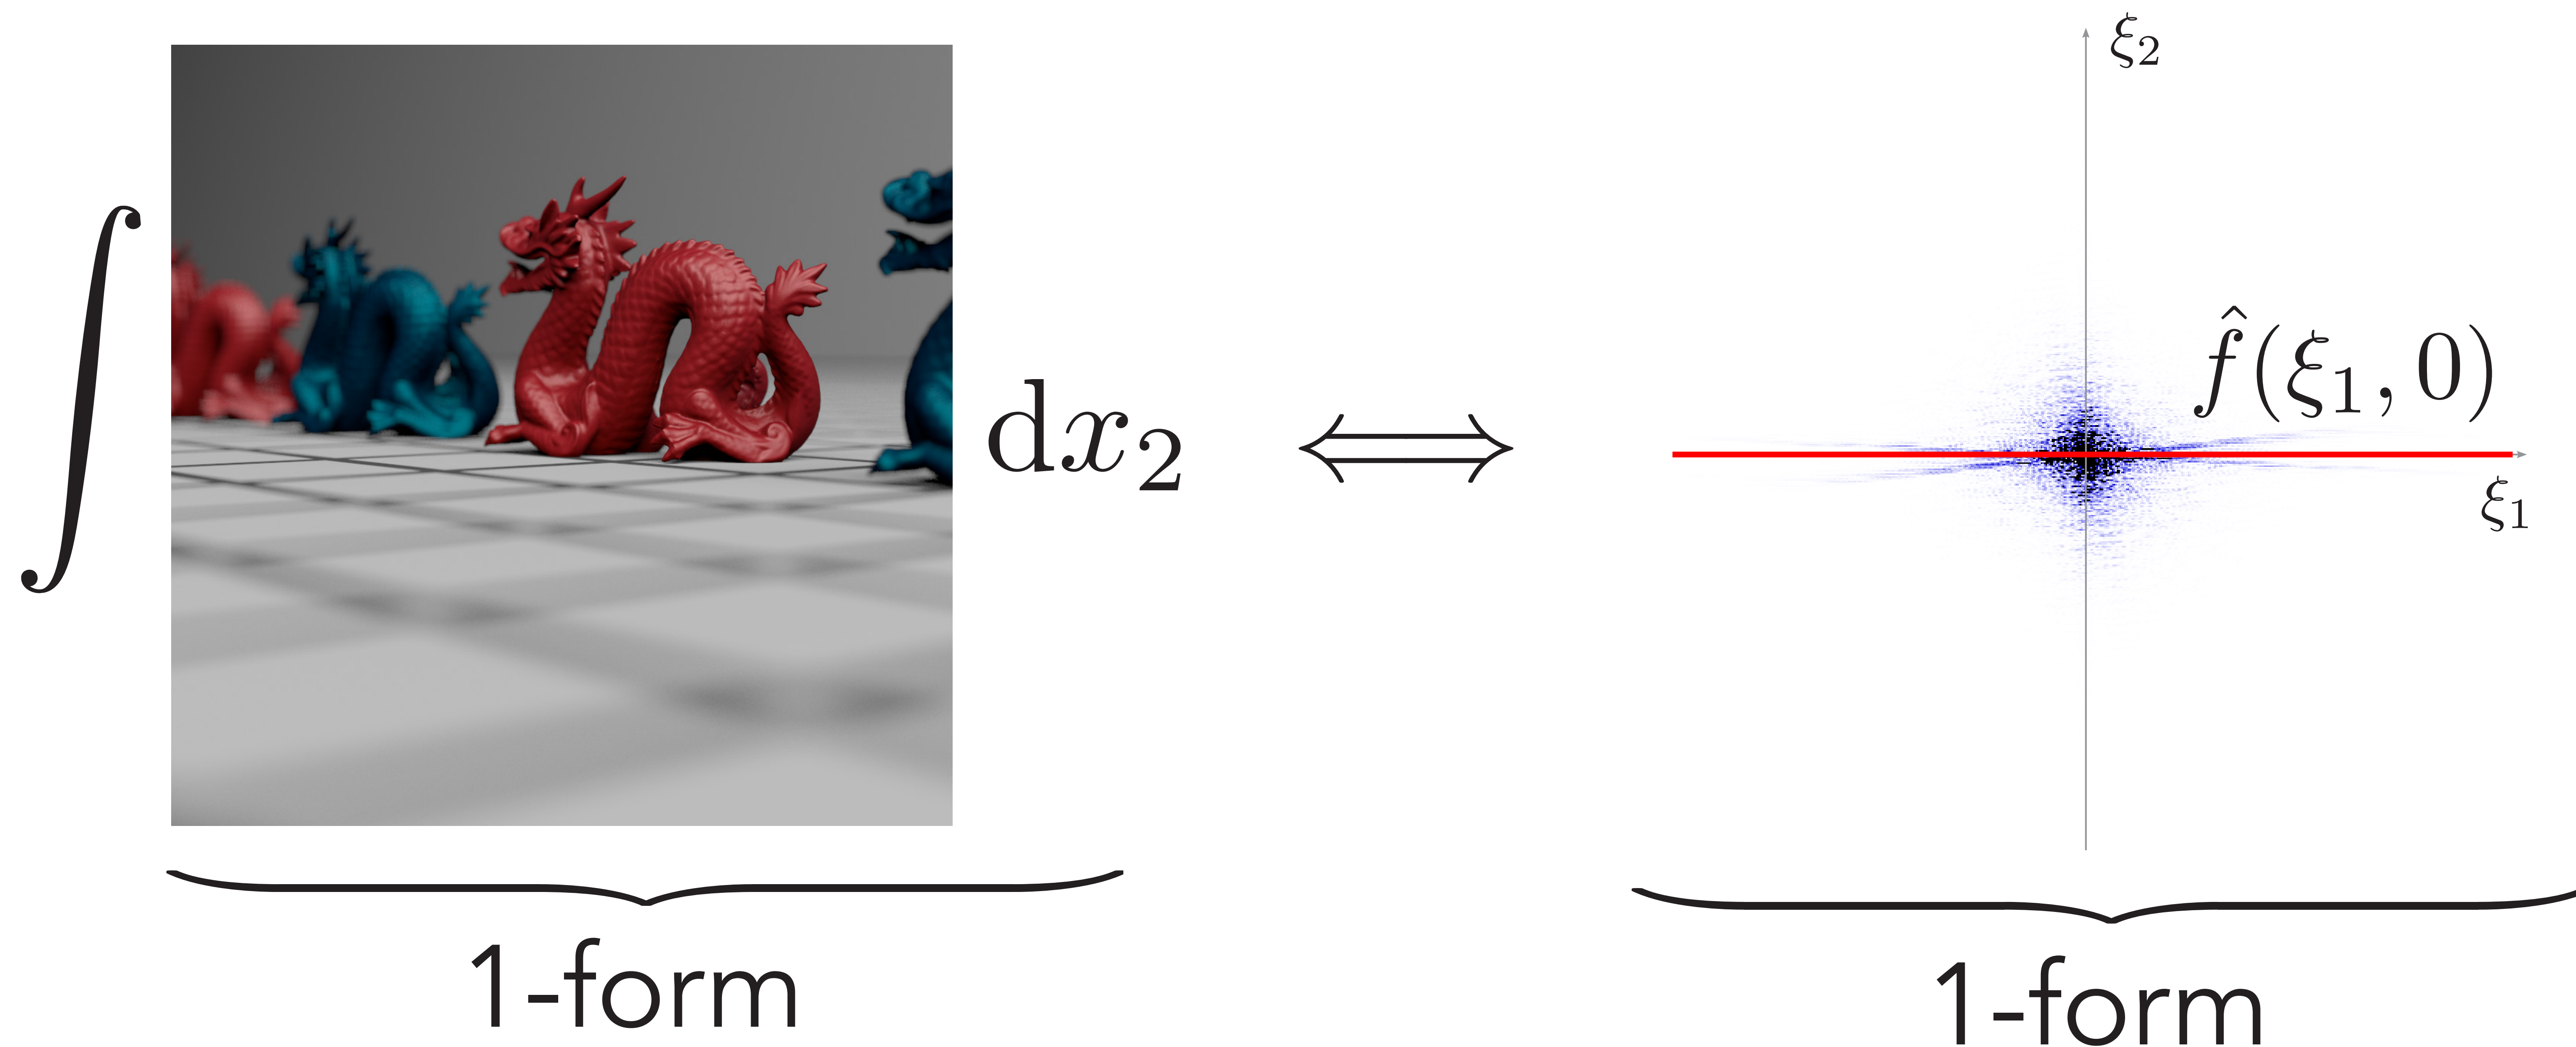 ∫ dx₂ ⟺ f̂(ξ₁, 0)
ξ₂
ξ₁
1-form
1-form